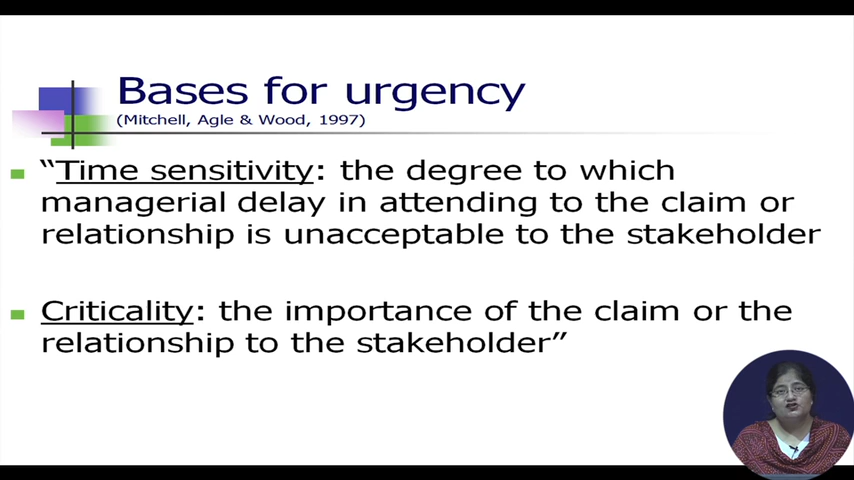 Bases for urgency
(Mitchell, Agle & Wood, 1997)
“Time sensitivity: the degree to which
managerial delay in attending to the claim or
relationship is unacceptable to the stakeholder
Criticality: the importance of the claim or the
relationship to the stakeholder”